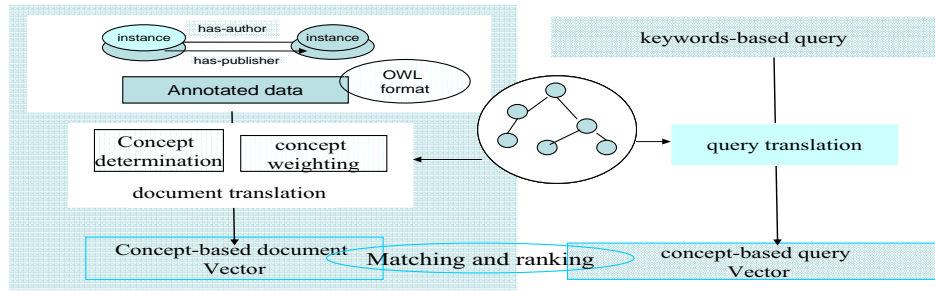 has-author
instance
instance
has-publisher
OWL
format
Annotated data
keywords-based query
Concept
determination
concept
weighting
document translation
query translation
Concept-based document
Vector
Matching and ranking
concept-based query
Vector